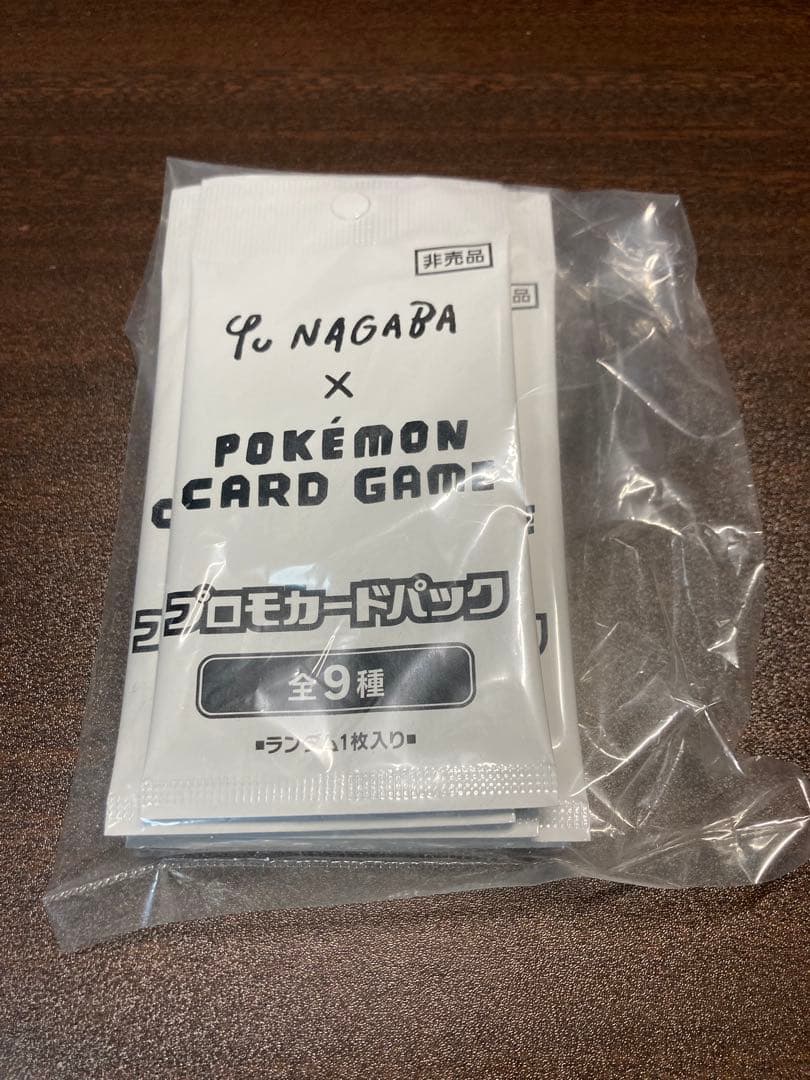 非売品
品
Yu NAGABA
×
POKÉMON
CARD GAME
プロモカードパック
全9種
■ランダム1枚入り■